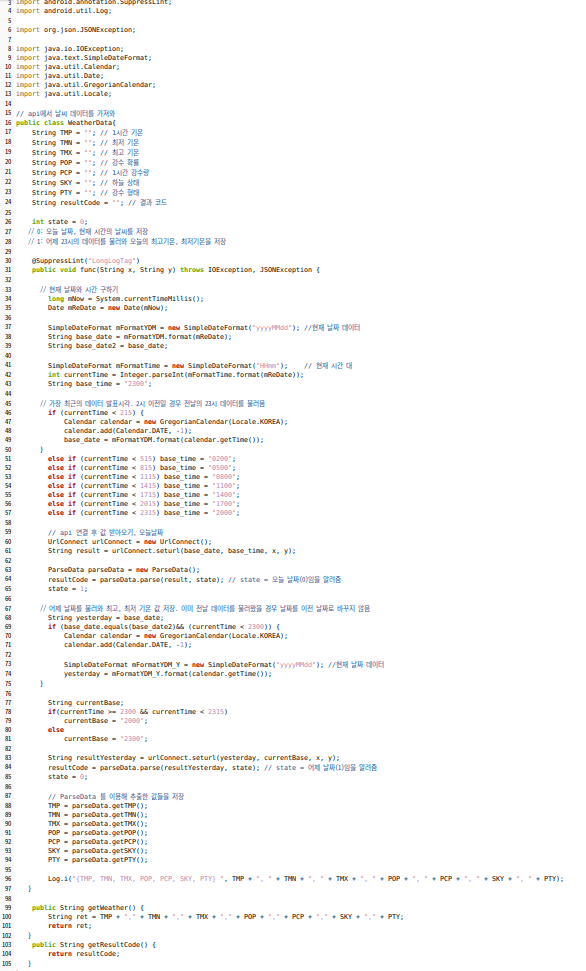 3 import android.annotation.SuppressLint;
4 import android.util.Log;
5
6 import org.json.JSONException;
7
8 import java.io.IOException;
9 import java.text.SimpleDateFormat;
10 import java.util.Calendar;
11 import java.util.Date;
12 import java.util.GregorianCalendar;
13 import java.util.Locale;
14
15 // api에서 날씨 데이터를 가져와
16 public class WeatherData{
17 String TMP = ""; // 1시간 기온
18 String TMN = ""; // 최저 기온
19 String TMX = ""; // 최고 기온
20 String POP = ""; // 강수 확률
21 String PCP = ""; // 1시간 강수량
22 String SKY = ""; // 하늘 상태
23 String PTY = ""; // 강수 형태
24 String resultCode = ""; // 결과 코드
25
26 int state = 0;
27 // 0: 오늘 날짜, 현재 시간의 날씨를 저장
28 // 1: 어제 23시의 데이터를 불러와 오늘의 최고기온, 최저기온을 저장
29
30 @SuppressLint("LongLogTag")
31 public void func(String x, String y) throws IOException, JSONException {
32
33 // 현재 날짜와 시간 구하기
34 long mNow = System.currentTimeMillis();
35 Date mReDate = new Date(mNow);
36
37 SimpleDateFormat mFormatYDM = new SimpleDateFormat("yyyyMMdd"); //현재 날짜 데이터
38 String base_date = mFormatYDM.format(mReDate);
39 String base_date2 = base_date;
40
41 SimpleDateFormat mFormatTime = new SimpleDateFormat("HHmm"); // 현재 시간 대
42 int currentTime = Integer.parseInt(mFormatTime.format(mReDate));
43 String base_time = "2300";
44
45 // 가장 최근의 데이터 발표시각. 2시 이전일 경우 전날의 23시 데이터를 불러옴
46 if (currentTime < 215) {
47 Calendar calendar = new GregorianCalendar(Locale.KOREA);
48 calendar.add(Calendar.DATE, -1);
49 base_date = mFormatYDM.format(calendar.getTime());
50 }
51 else if (currentTime < 515) base_time = "0200";
52 else if (currentTime < 815) base_time = "0500";
53 else if (currentTime < 1115) base_time = "0800";
54 else if (currentTime < 1415) base_time = "1100";
55 else if (currentTime < 1715) base_time = "1400";
56 else if (currentTime < 2015) base_time = "1700";
57 else if (currentTime < 2315) base_time = "2000";
58
59 // api 연결 후 값 받아오기, 오늘날짜
60 UrlConnect urlConnect = new UrlConnect();
61 String result = urlConnect.seturl(base_date, base_time, x, y);
62
63 ParseData parseData = new ParseData();
64 resultCode = parseData.parse(result, state); // state = 오늘 날짜(0)임을 알려줌
65 state = 1;
66
67 // 어제 날짜를 불러와 최고, 최저 기온 값 저장. 이미 전날 데이터를 불러왔을 경우 날짜를 이전 날짜로 바꾸지 않음
68 String yesterday = base_date;
69 if (base_date.equals(base_date2)&& (currentTime < 2300)) {
70 Calendar calendar = new GregorianCalendar(Locale.KOREA);
71 calendar.add(Calendar.DATE, -1);
72
73 SimpleDateFormat mFormatYDM_Y = new SimpleDateFormat("yyyyMMdd"); //현재 날짜 데이터
74 yesterday = mFormatYDM_Y.format(calendar.getTime());
75 }
76
77 String currentBase;
78 if(currentTime >= 2300 && currentTime < 2315)
79 currentBase = "2000";
80 else
81 currentBase = "2300";
82
83 String resultYesterday = urlConnect.seturl(yesterday, currentBase, x, y);
84 resultCode = parseData.parse(resultYesterday, state); // state = 어제 날짜(1)임을 알려줌
85 state = 0;
86
87 // ParseData 를 이용해 추출한 값들을 저장
88 TMP = parseData.getTMP();
89 TMN = parseData.getTMN();
90 TMX = parseData.getTMX();
91 POP = parseData.getPOP();
92 PCP = parseData.getPCP();
93 SKY = parseData.getSKY();
94 PTY = parseData.getPTY();
95
96 Log.i("{TMP, TMN, TMX, POP, PCP, SKY, PTY} ", TMP + ", " + TMN + ", " + TMX + ", " + POP + ", " + PCP + ", " + SKY + ", " + PTY);
97 }
98
99 public String getWeather() {
100 String ret = TMP + "," + TMN + "," + TMX + "," + POP + "," + PCP + "," + SKY + "," + PTY;
101 return ret;
102 }
103 public String getResultCode() {
104 return resultCode;
105 }